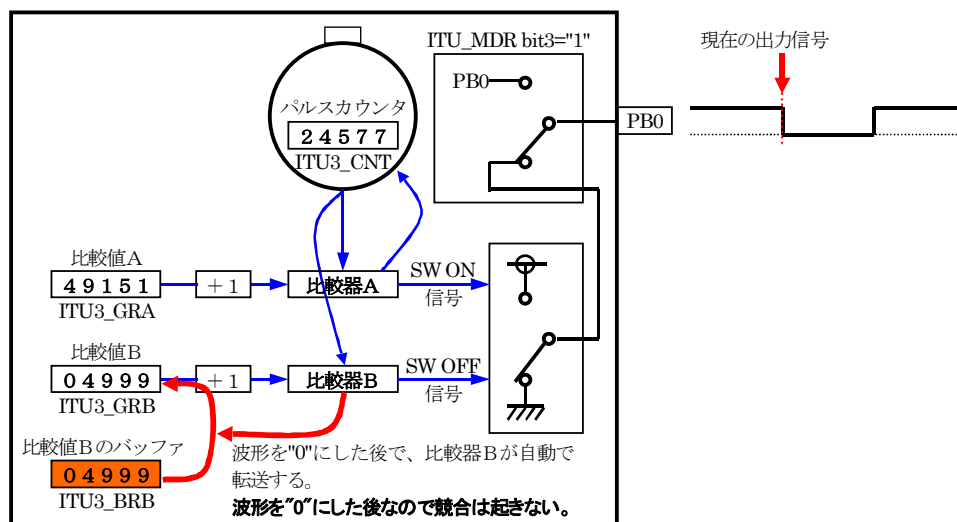 ITU_MDR bit3="1"
現在の出力信号
PB0
パルスカウンタ
24577
ITU3_CNT
PB0
比較値A
49151
+1
比較器A
SW ON
信号
ITU3_GRA
比較値B
04999
+1
比較器B
SW OFF
信号
ITU3_GRB
比較値Bのバッファ
04999
ITU3_BRB
波形を"0"にした後で、比較器Bが自動で
転送する。
波形を"0"にした後なので競合は起きない。